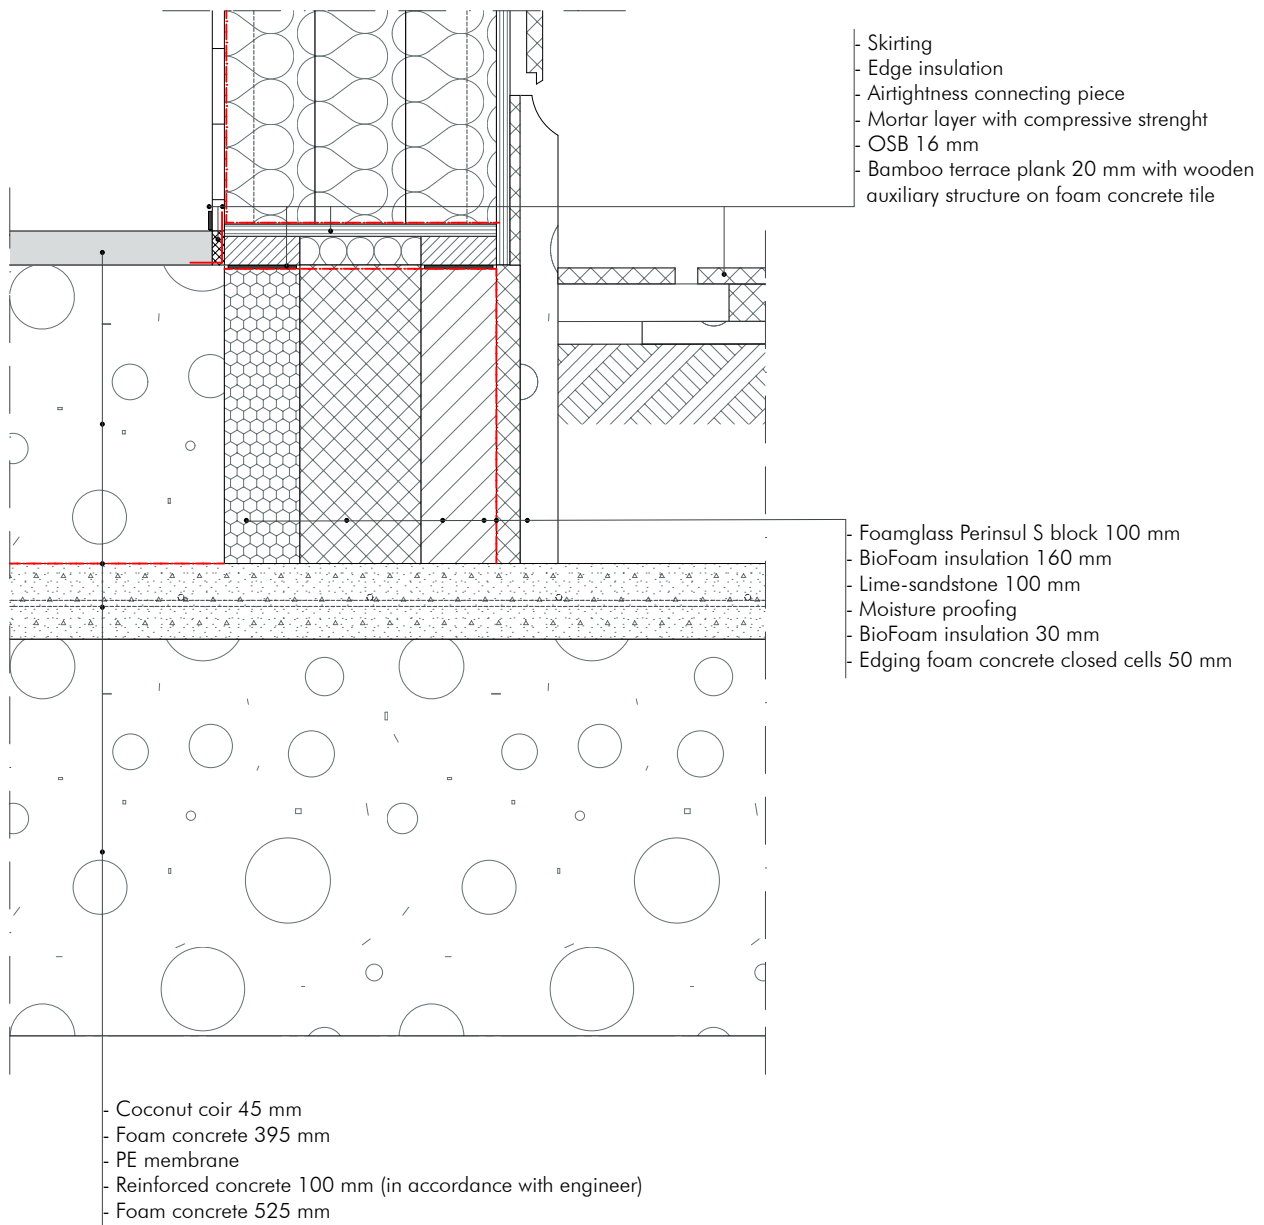 - Skirting
- Edge insulation
- Airtightness connecting piece
- Mortar layer with compressive strenght
- OSB 16 mm
- Bamboo terrace plank 20 mm with wooden
auxiliary structure on foam concrete tile
- Foamglass Perinsul S block 100 mm
- BioFoam insulation 160 mm
- Lime-sandstone 100 mm
- Moisture proofing
- BioFoam insulation 30 mm
- Edging foam concrete closed cells 50 mm
- Coconut coir 45 mm
- Foam concrete 395 mm
- PE membrane
- Reinforced concrete 100 mm (in accordance with engineer)
- Foam concrete 525 mm